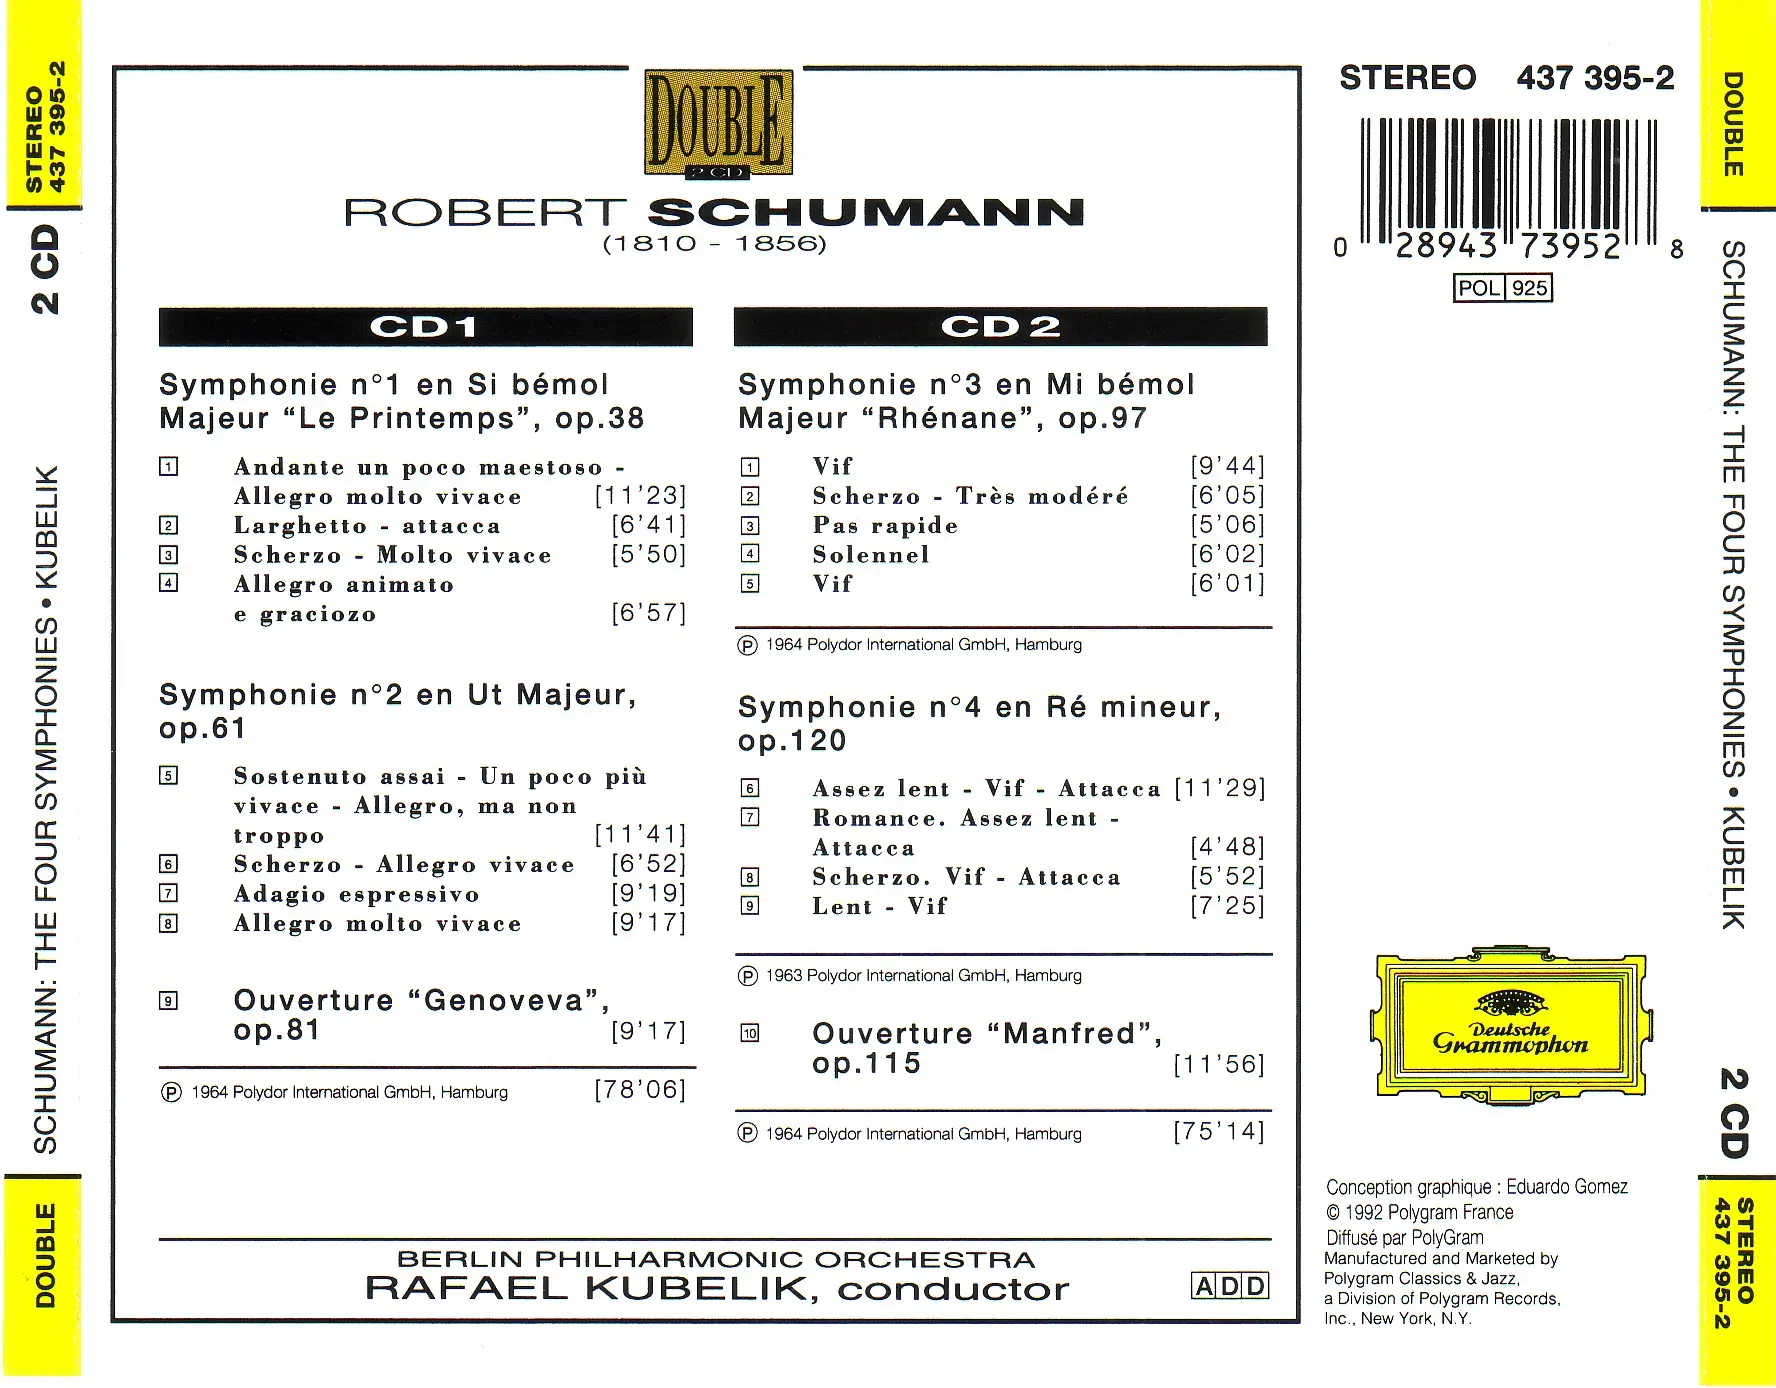 STEREO
437 395-2
2 CD
SCHUMANN: THE FOUR SYMPHONIES • KUBELIK
DOUBLE
DOUBLE
2 CD
ROBERT SCHUMANN
(1810 - 1856)
CD 1
Symphonie n°1 en Si bémol
Majeur “Le Printemps”, op.38
1 Andante un poco maestoso -
Allegro molto vivace [11’23]
2 Larghetto - attacca [6’41]
3 Scherzo - Molto vivace [5’50]
4 Allegro animato
e graciozo [6’57]
Symphonie n°2 en Ut Majeur,
op.61
5 Sostenuto assai - Un poco più
vivace - Allegro, ma non
troppo [11’41]
6 Scherzo - Allegro vivace [6’52]
7 Adagio espressivo [9’19]
8 Allegro molto vivace [9’17]
9 Ouverture “Genoveva”,
op.81 [9’17]
℗ 1964 Polydor International GmbH, Hamburg [78’06]
CD 2
Symphonie n°3 en Mi bémol
Majeur “Rhénane”, op.97
1 Vif [9’44]
2 Scherzo - Très modéré [6’05]
3 Pas rapide [5’06]
4 Solennel [6’02]
5 Vif [6’01]
℗ 1964 Polydor International GmbH, Hamburg
Symphonie n°4 en Ré mineur,
op.120
6 Assez lent - Vif - Attacca [11’29]
7 Romance. Assez lent -
Attacca [4’48]
8 Scherzo. Vif - Attacca [5’52]
9 Lent - Vif [7’25]
℗ 1963 Polydor International GmbH, Hamburg
10 Ouverture “Manfred”,
op.115 [11’56]
℗ 1964 Polydor International GmbH, Hamburg [75’14]
BERLIN PHILHARMONIC ORCHESTRA
RAFAEL KUBELIK, conductor
ADD
STEREO 437 395-2
0 28943 73952 8
POL 925
Deutsche
Grammophon
Conception graphique : Eduardo Gomez
© 1992 Polygram France
Diffusé par PolyGram
Manufactured and Marketed by
Polygram Classics & Jazz,
a Division of Polygram Records,
Inc., New York, N.Y.
DOUBLE
SCHUMANN: THE FOUR SYMPHONIES • KUBELIK
2 CD
STEREO
437 395-2